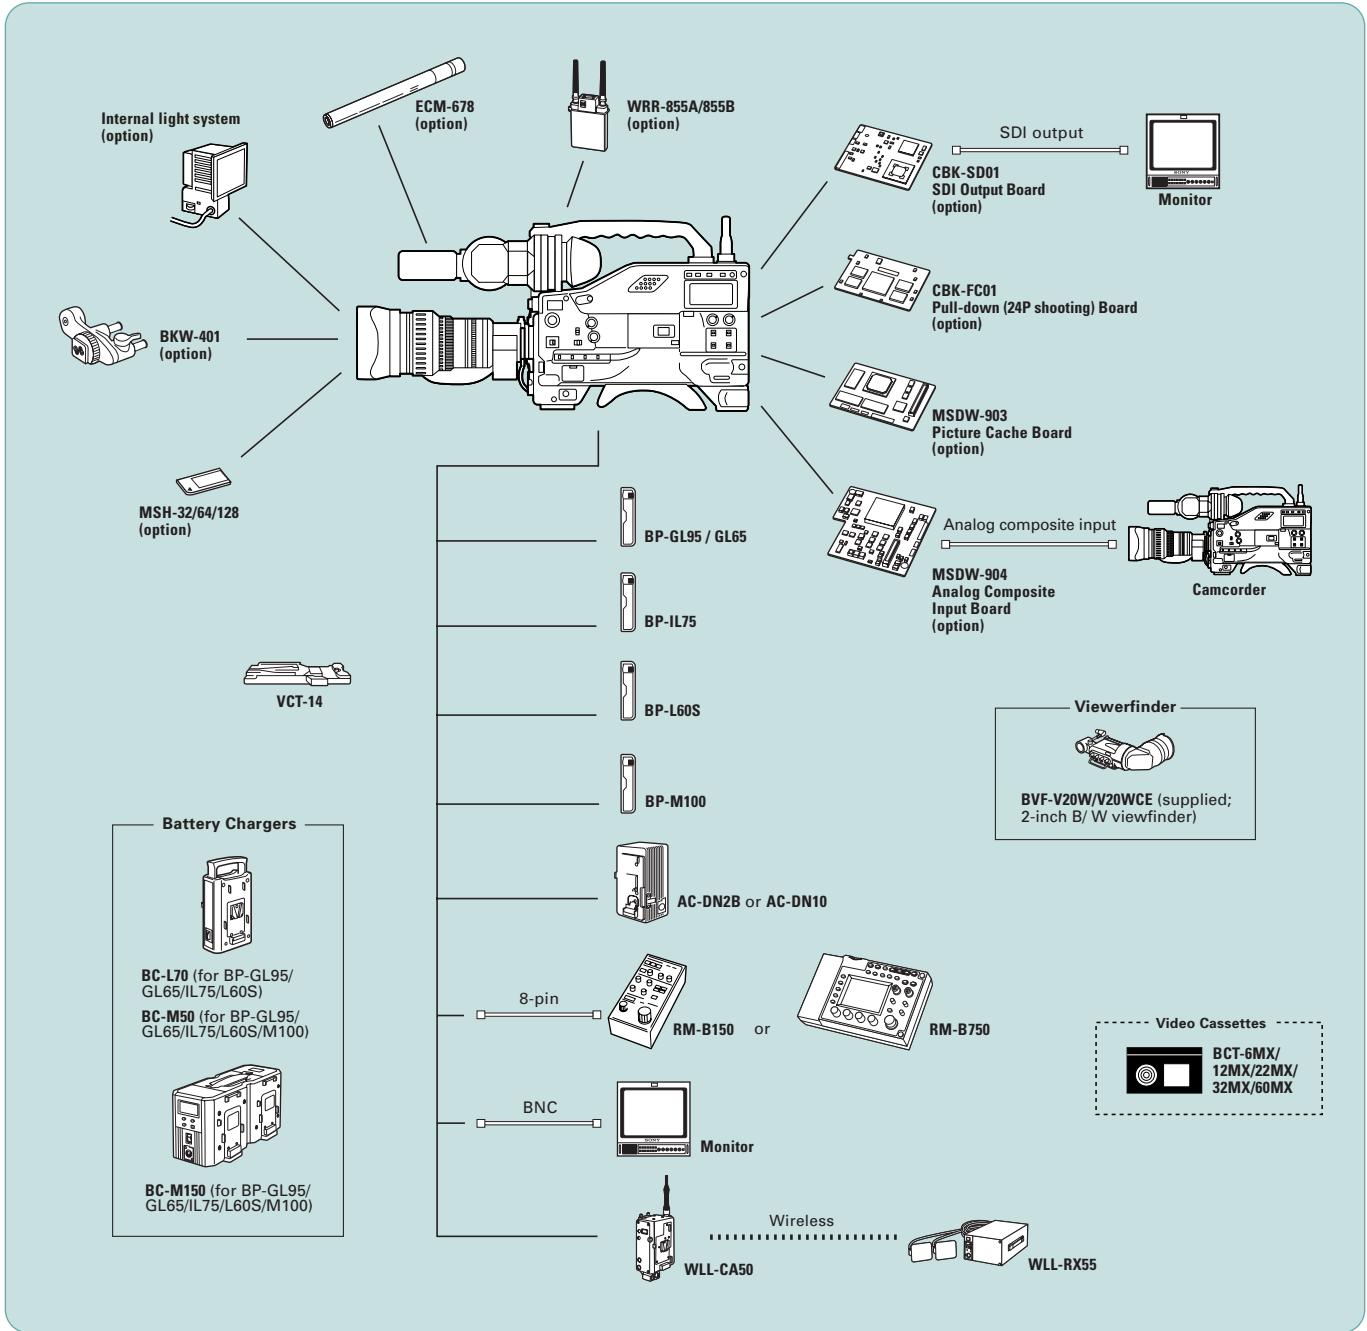 Internal light system
(option)
ECM-678
(option)
WRR-855A/855B
(option)
SDI output
CBK-SD01
SDI Output Board
(option)
SONY
Monitor
CBK-FC01
Pull-down (24P shooting) Board
(option)
BKW-401
(option)
MSDW-903
Picture Cache Board
(option)
MSH-32/64/128
(option)
Analog composite input
MSDW-904
Analog Composite
Input Board
(option)
Camcorder
BP-GL95 / GL65
BP-IL75
VCT-14
BP-L60S
BP-M100
Viewerfinder
BVF-V20W/V20WCE (supplied;
2-inch B/ W viewfinder)
Battery Chargers
BC-L70 (for BP-GL95/
GL65/IL75/L60S)
BC-M50 (for BP-GL95/
GL65/IL75/L60S/M100)
BC-M150 (for BP-GL95/
GL65/IL75/L60S/M100)
AC-DN2B or AC-DN10
8-pin
RM-B150 or RM-B750
Video Cassettes
BCT-6MX/
12MX/22MX/
32MX/60MX
BNC
SONY
Monitor
Wireless
WLL-CA50
WLL-RX55